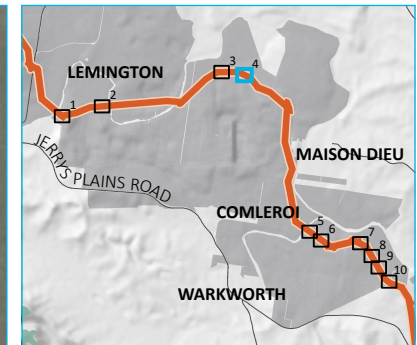 LEMINGTON
1
2
3
4
MAISON DIEU
JERRYS PLAINS ROAD
COMLEROI
5
6
7
8
9
10
WARKWORTH